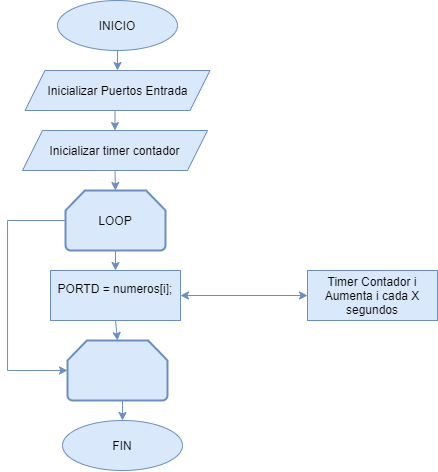 INICIO
Inicializar Puertos Entrada
Inicializar timer contador
LOOP
PORTD = numeros[i];
Timer Contador i
Aumenta i cada X
segundos
FIN